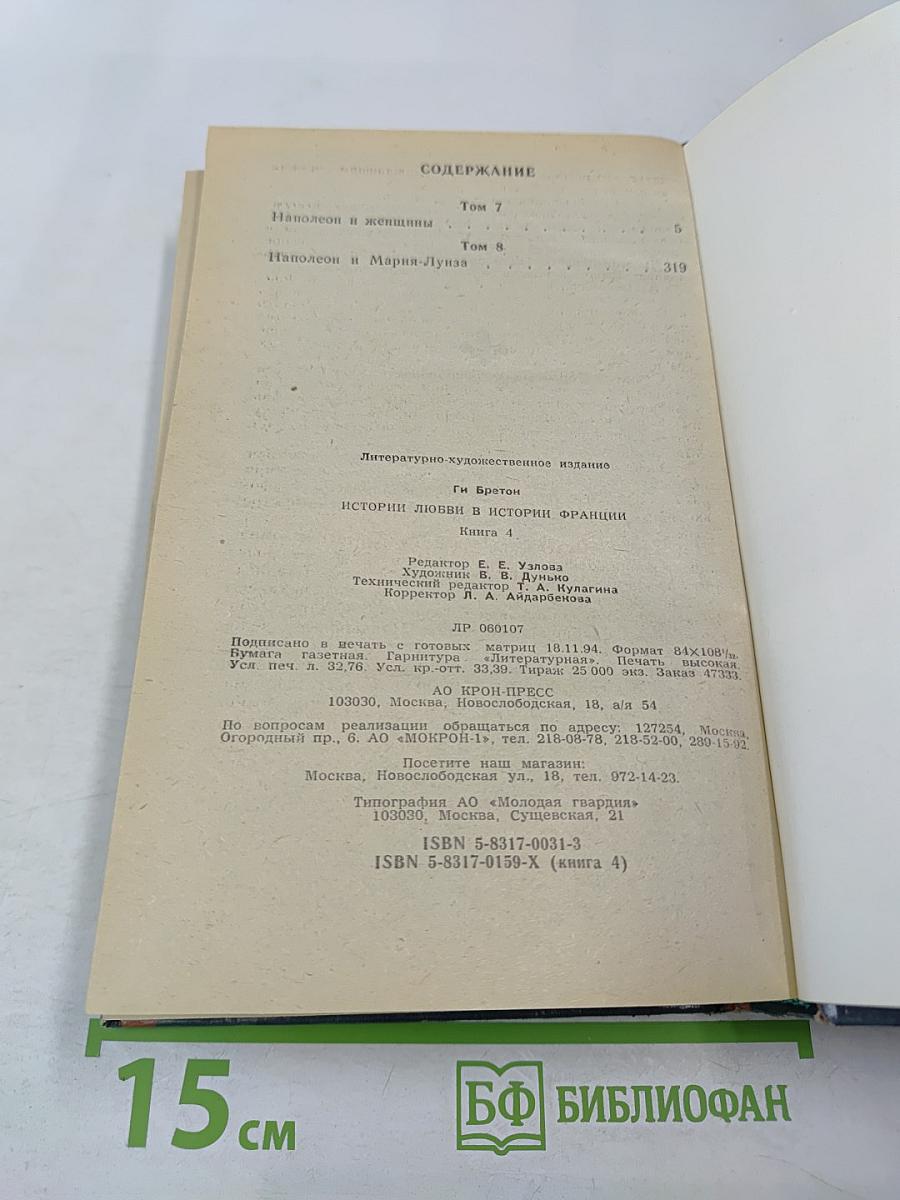 СОДЕРЖАНИЕ
Том 7
Наполеон и женщины . . . . . . . . . . . 5
Том 8
Наполеон и Мария-Луиза . . . . . . . . . 319
Литературно-художественное издание
Ги Бретон
ИСТОРИИ ЛЮБВИ В ИСТОРИИ ФРАНЦИИ
Книга 4
Редактор Е. Е. Узлова
Художник В. В. Дунько
Технический редактор Т. А. Кулагина
Корректор Л. А. Айдарбекова
ЛР 060107
Подписано в печать с готовых матриц 18.11.94. Формат 84×108¹/₃₂.
Бумага газетная. Гарнитура «Литературная». Печать высокая.
Усл. печ. л. 32,76. Усл. кр.-отт. 33,39. Тираж 25 000 экз. Заказ 47333.
АО КРОН-ПРЕСС
103030, Москва, Новослободская, 18, а/я 54
По вопросам реализации обращаться по адресу: 127254, Москва,
Огородный пр., 6. АО «МОКРОН-1», тел. 218-08-78, 218-52-00, 289-15-92.
Посетите наш магазин:
Москва, Новослободская ул., 18, тел. 972-14-23.
Типография АО «Молодая гвардия»
103030, Москва, Сущевская, 21
ISBN 5-8317-0031-3
ISBN 5-8317-0159-X (книга 4)
15 см
БФ БИБЛИОФАН